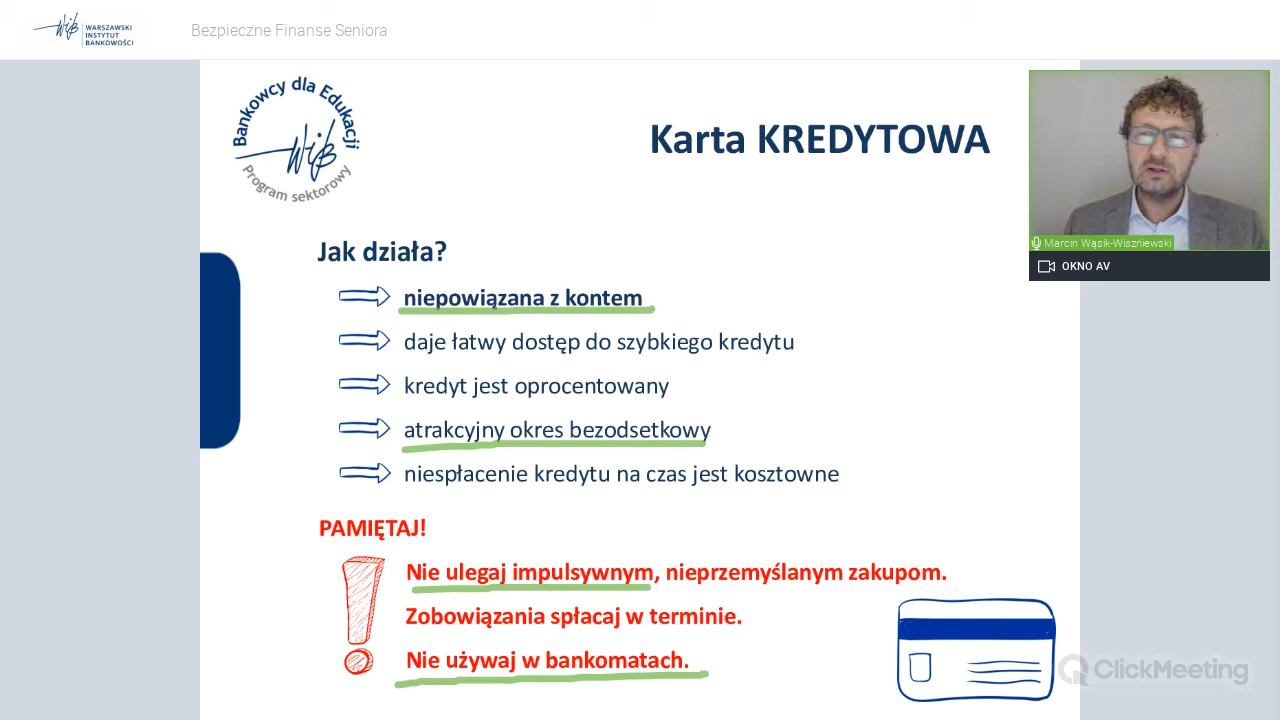 WiB WARSZAWSKI
INSTYTUT
BANKOWOŚCI
Bezpieczne Finanse Seniora
Bankowcy dla Edukacji
WiB
Program sektorowy
Karta KREDYTOWA
Marcin Wąsik-Wiszniewski
OKNO AV
Jak działa?
niepowiązana z kontem
daje łatwy dostęp do szybkiego kredytu
kredyt jest oprocentowany
atrakcyjny okres bezodsetkowy
niespłacenie kredytu na czas jest kosztowne
PAMIĘTAJ!
Nie ulegaj impulsywnym, nieprzemyślanym zakupom.
Zobowiązania spłacaj w terminie.
Nie używaj w bankomatach.
ClickMeeting